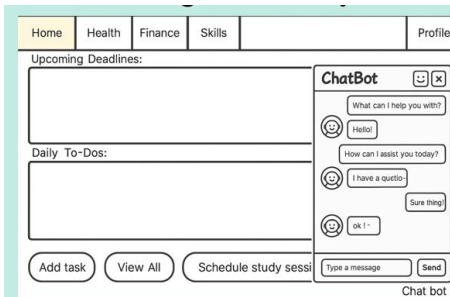 Home Health Finance Skills Profile
Upcoming Deadlines:
Daily To-Dos:
Add task View All Schedule study sessi
ChatBot
What can I help you with?
Hello!
How can I assist you today?
I have a quctio-
Sure thing!
ok ! -
Type a message Send
Chat bot